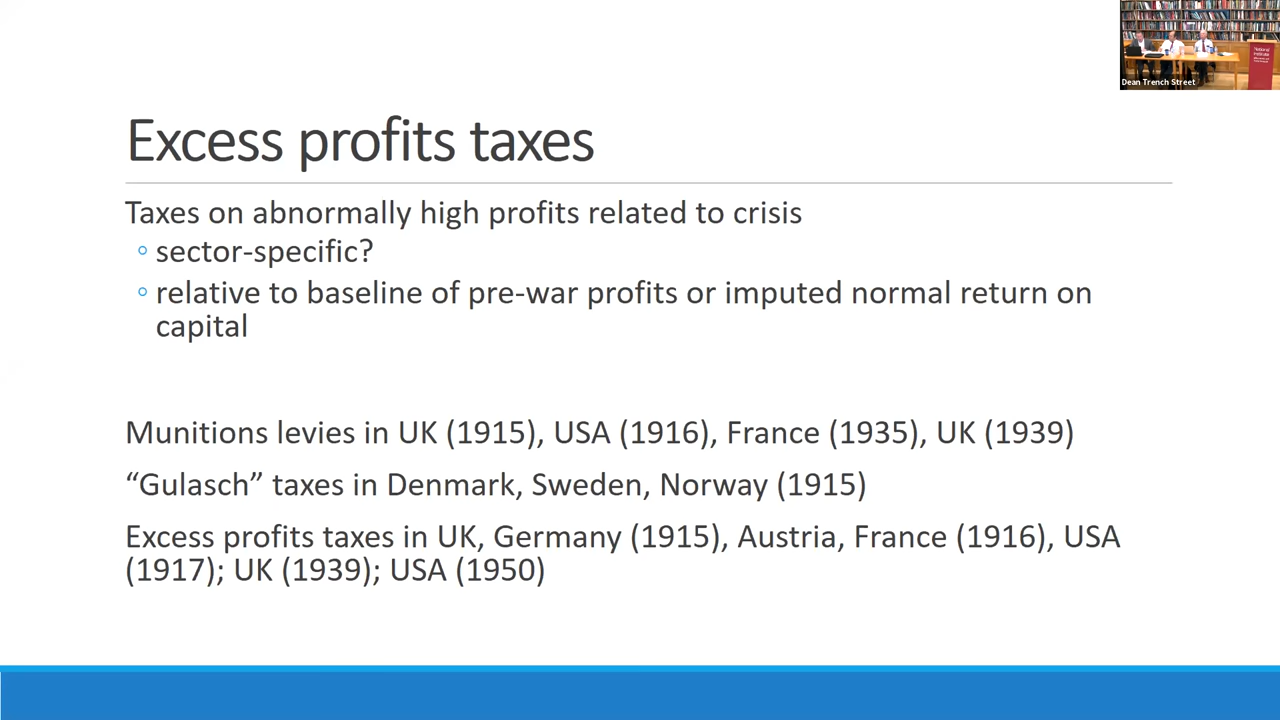 Dean Trench Street
National
Institute
Excess profits taxes
Taxes on abnormally high profits related to crisis
sector-specific?
relative to baseline of pre-war profits or imputed normal return on
capital
Munitions levies in UK (1915), USA (1916), France (1935), UK (1939)
“Gulasch” taxes in Denmark, Sweden, Norway (1915)
Excess profits taxes in UK, Germany (1915), Austria, France (1916), USA
(1917); UK (1939); USA (1950)